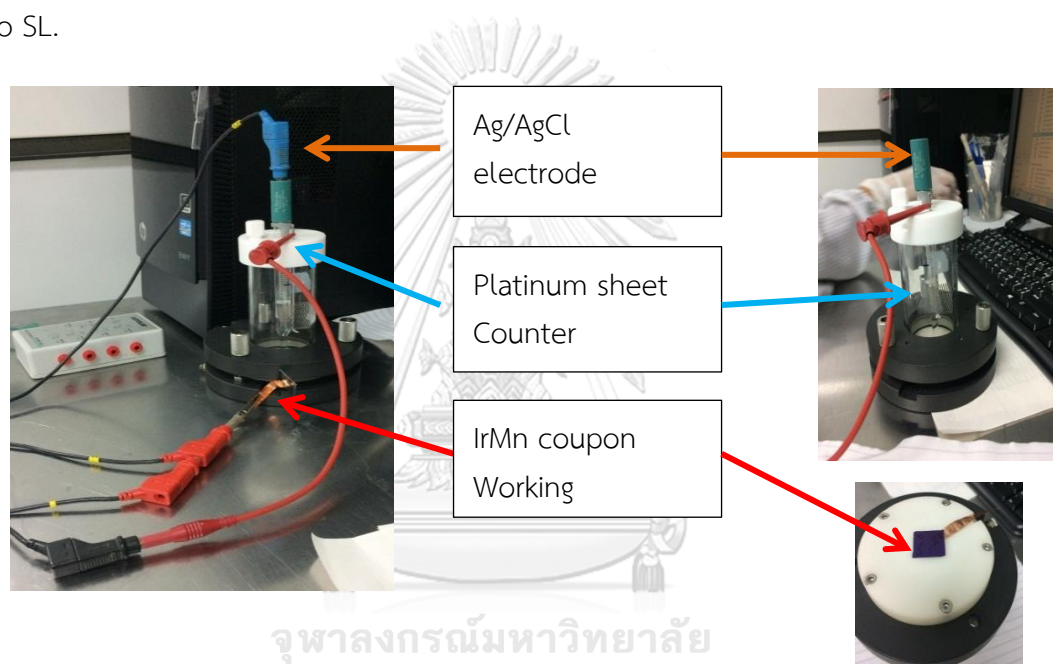 o SL.
Ag/AgCl
electrode
Platinum sheet
Counter
IrMn coupon
Working
จุฬาลงกรณ์มหาวิทยาลัย